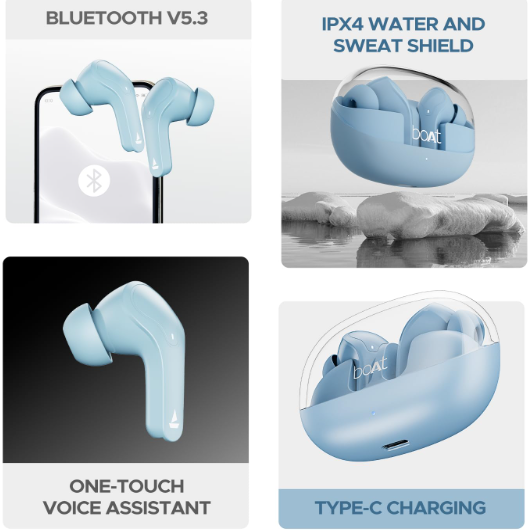 BLUETOOTH V5.3
IPX4 WATER AND
SWEAT SHIELD
boAt
ONE-TOUCH
VOICE ASSISTANT
boAt
TYPE-C CHARGING